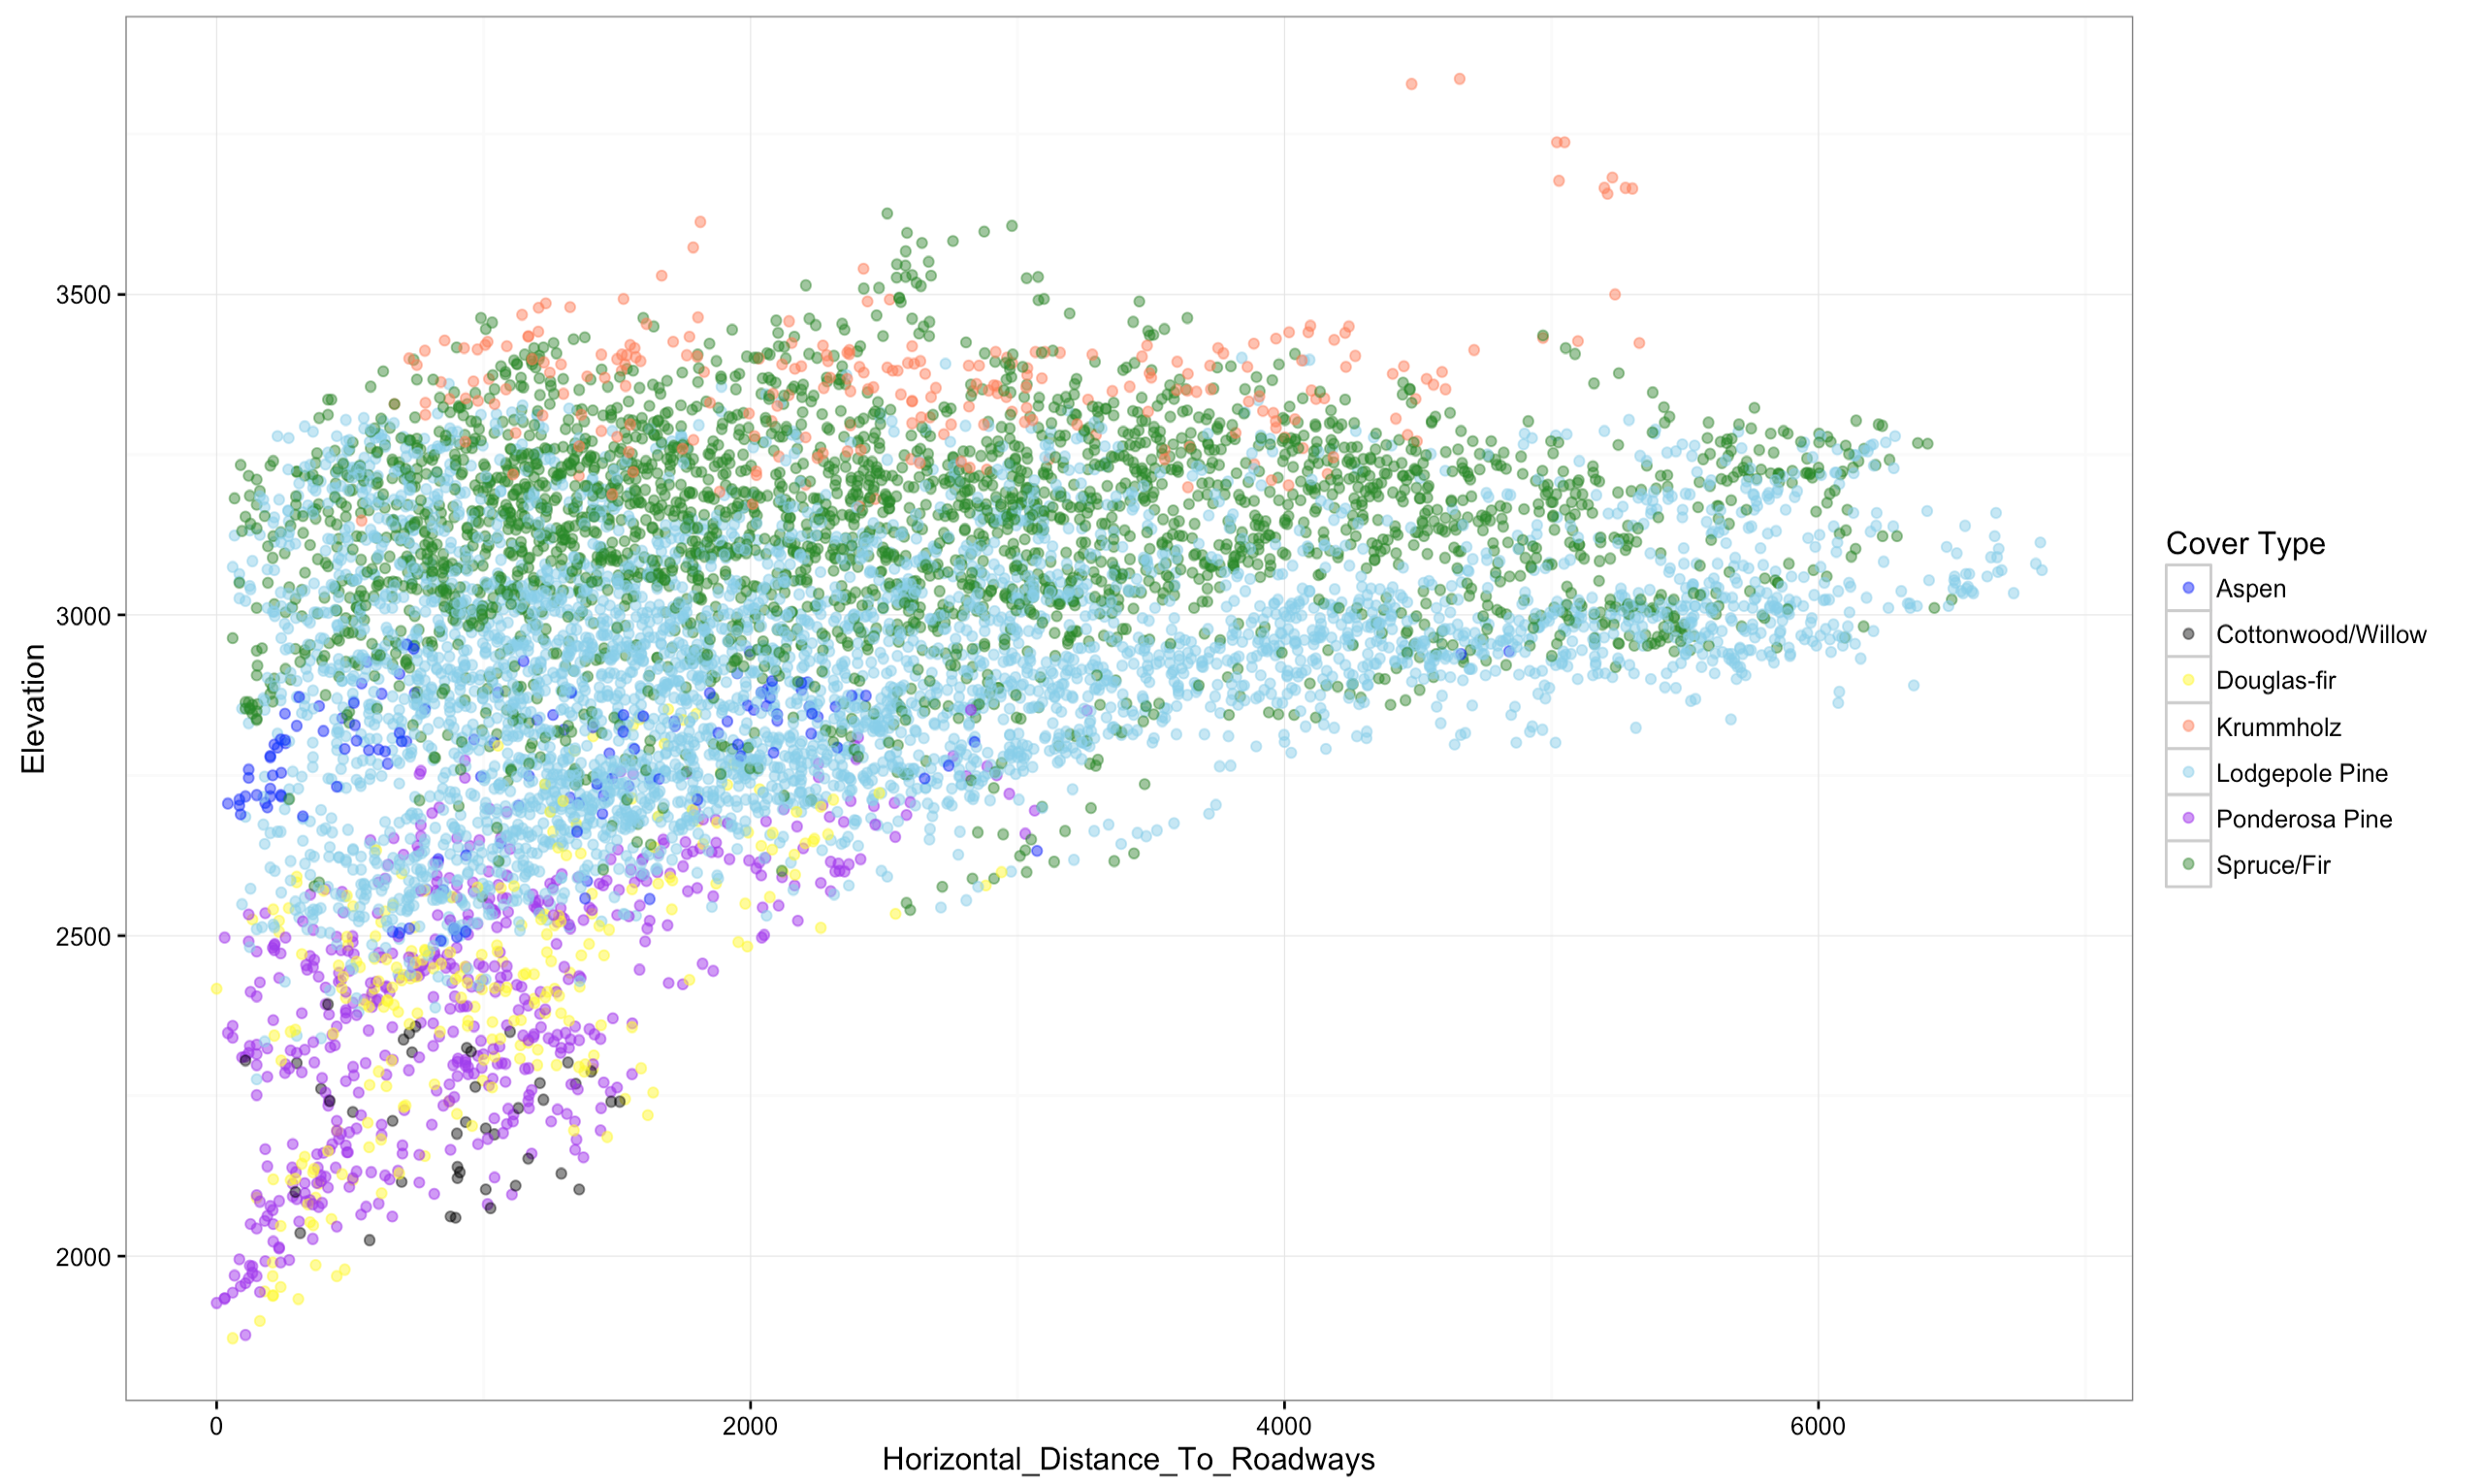 Elevation
3500
3000
2500
2000
0
2000
4000
6000
Horizontal_Distance_To_Roadways
Cover Type
Aspen
Cottonwood/Willow
Douglas-fir
Krummholz
Lodgepole Pine
Ponderosa Pine
Spruce/Fir